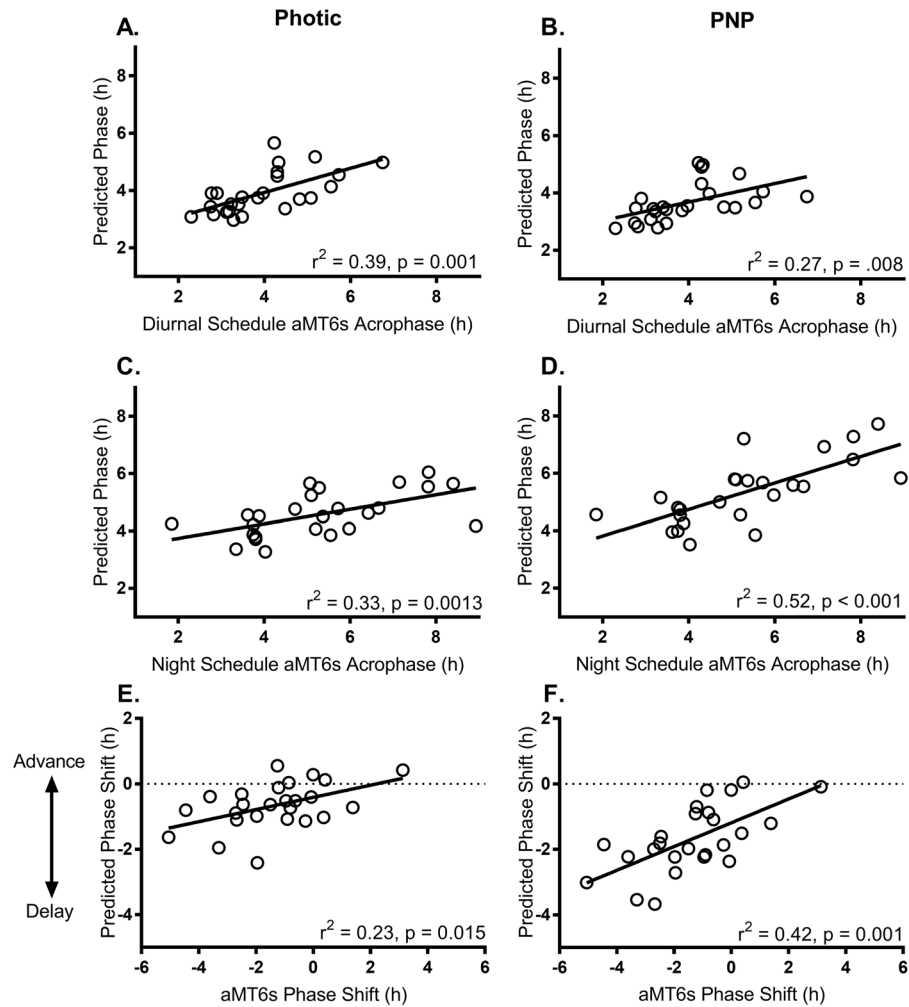 Photic
PNP
A.
Predicted Phase (h)
8
6
4
2
r2 = 0.39, p = 0.001
2 4 6 8
Diurnal Schedule aMT6s Acrophase (h)
B.
Predicted Phase (h)
8
6
4
2
r2 = 0.27, p = .008
2 4 6 8
Diurnal Schedule aMT6s Acrophase (h)
C.
Predicted Phase (h)
8
6
4
2
r2 = 0.33, p = 0.0013
2 4 6 8
Night Schedule aMT6s Acrophase (h)
D.
Predicted Phase (h)
8
6
4
2
r2 = 0.52, p < 0.001
2 4 6 8
Night Schedule aMT6s Acrophase (h)
Advance
Delay
E.
Predicted Phase Shift (h)
2
0
-2
-4
r2 = 0.23, p = 0.015
-6 -4 -2 0 2 4 6
aMT6s Phase Shift (h)
F.
Predicted Phase Shift (h)
2
0
-2
-4
r2 = 0.42, p = 0.001
-6 -4 -2 0 2 4 6
aMT6s Phase Shift (h)